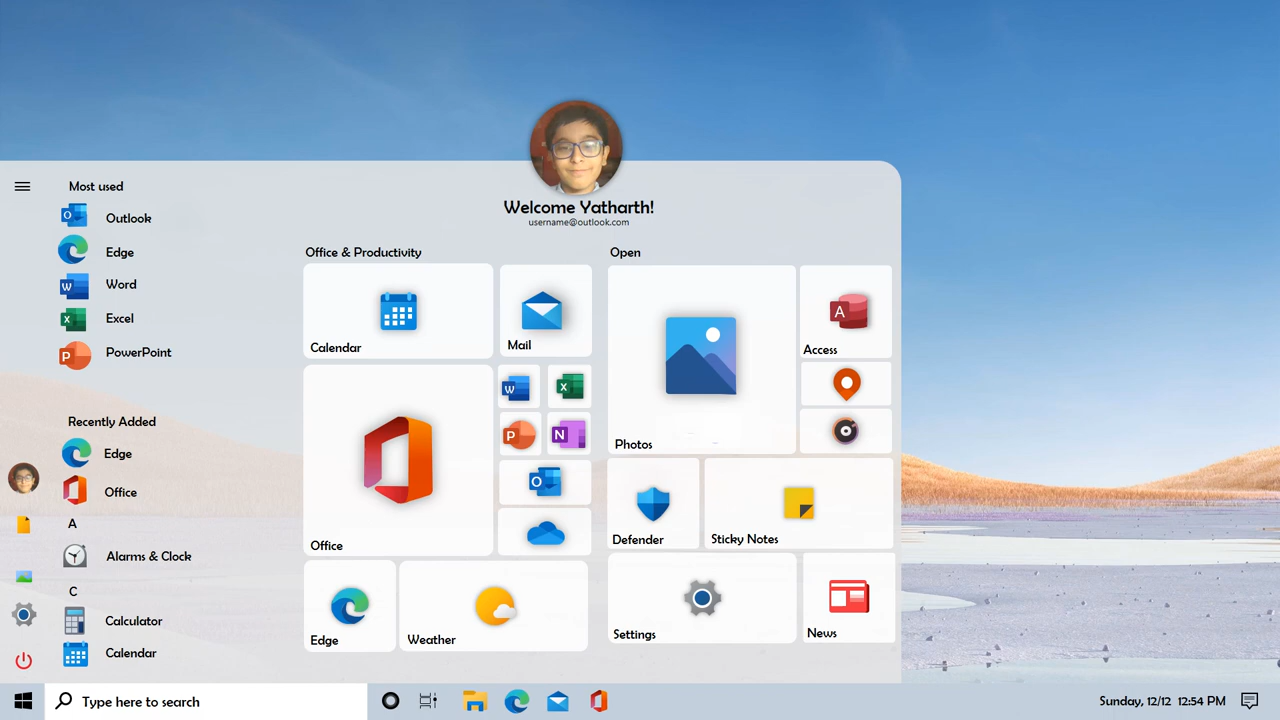 Welcome Yatharth!
username@outlook.com
Most used
Outlook
Edge
Word
Excel
PowerPoint
Recently Added
Edge
Office
A
Alarms & Clock
C
Calculator
Calendar
Office & Productivity
Calendar
Mail
Office
Edge
Weather
Open
Photos
Access
Defender
Sticky Notes
Settings
News
Type here to search
Sunday, 12/12 12:54 PM